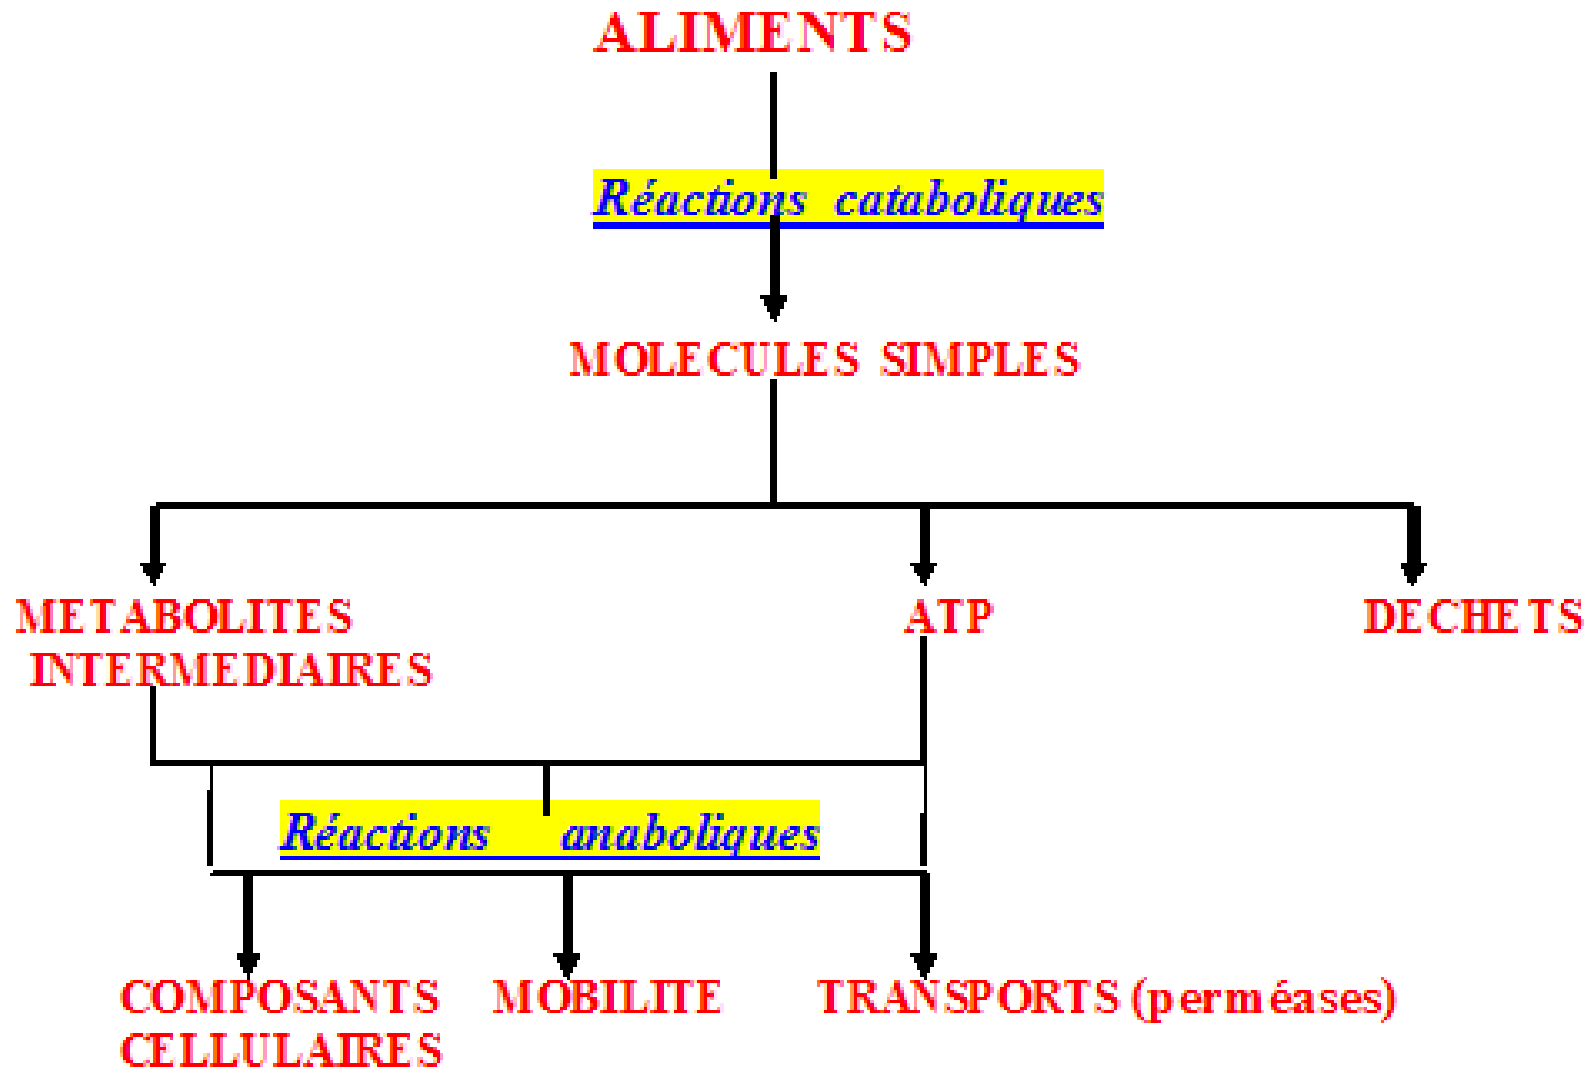 ALIMENTS
Réactions cataboliques
MOLECULES SIMPLES
METABOLITES
INTERMEDIAIRES
ATP
DECHETS
Réactions anaboliques
COMPOSANTS
CELLULAIRES
MOBILITE
TRANSPORTS (perméases)